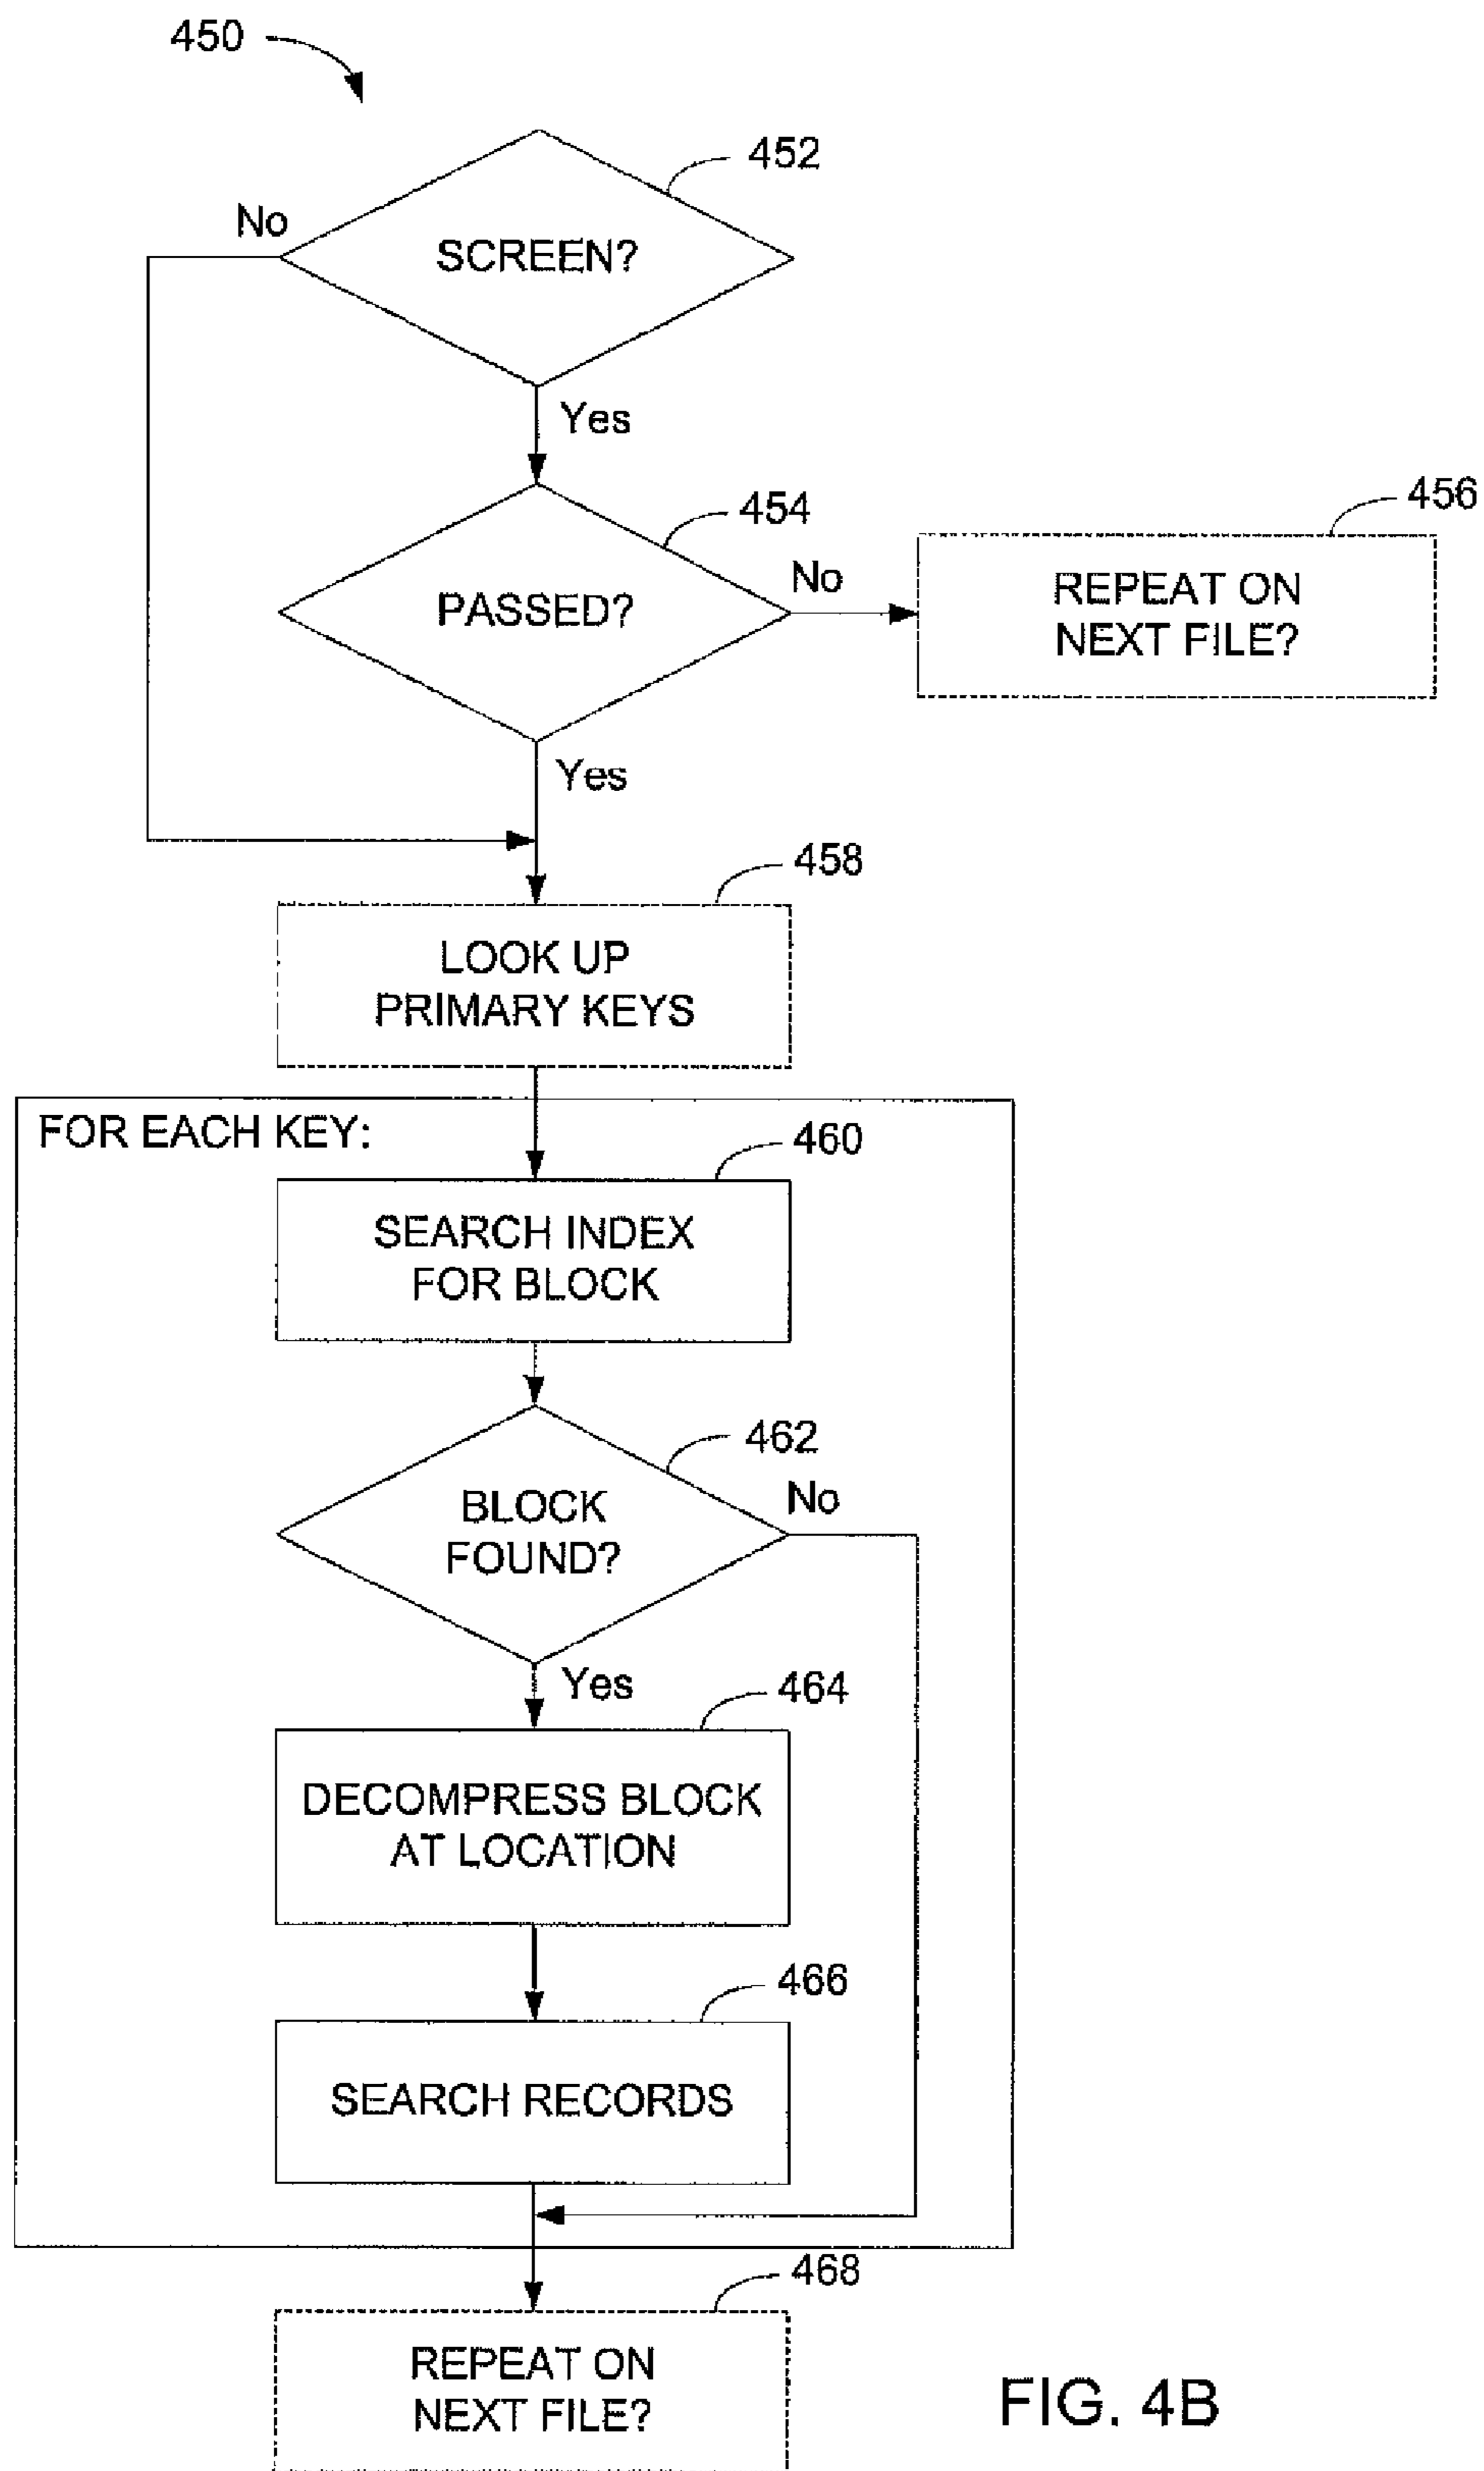 450
452
No
SCREEN?
Yes
454
456
No
PASSED?
REPEAT ON
NEXT FILE?
Yes
458
LOOK UP
PRIMARY KEYS
FOR EACH KEY:
460
SEARCH INDEX
FOR BLOCK
462
No
BLOCK
FOUND?
Yes
464
DECOMPRESS BLOCK
AT LOCATION
466
SEARCH RECORDS
468
REPEAT ON
NEXT FILE?
FIG. 4B